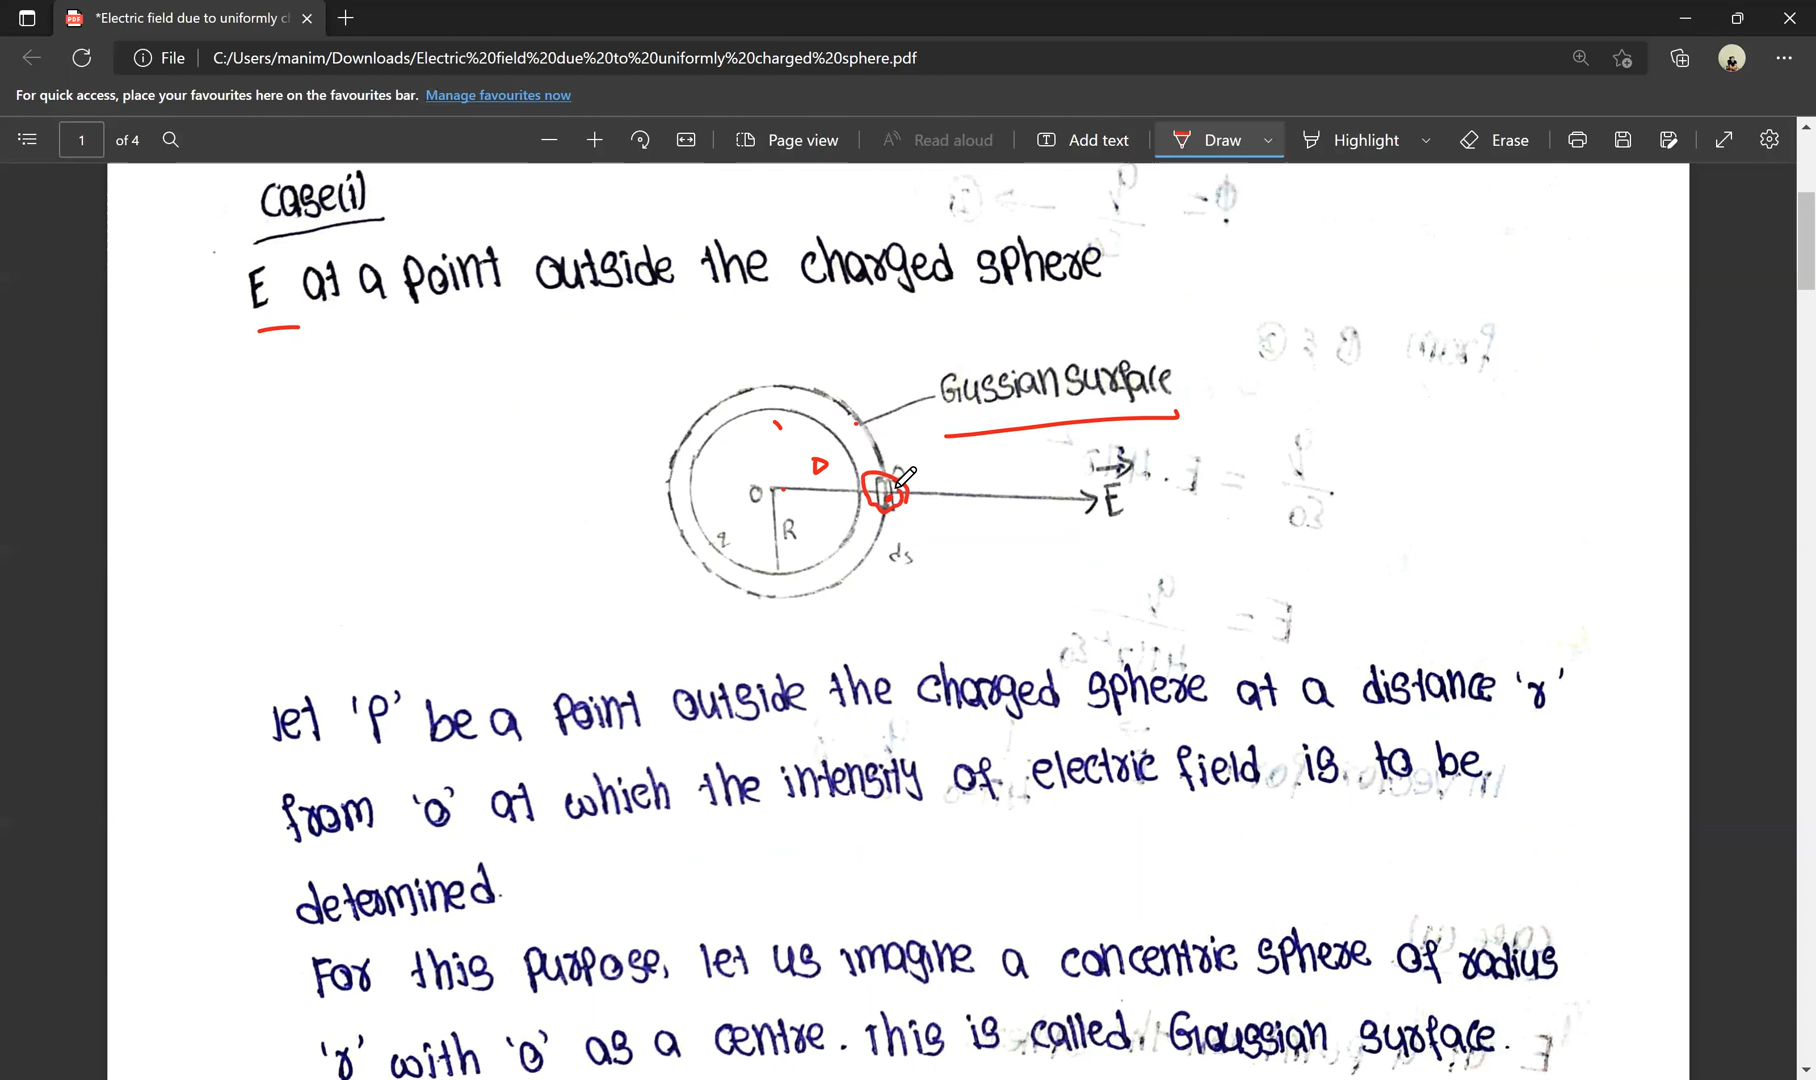 *Electric field due to uniformly cl
File C:/Users/manim/Downloads/Electric%20field%20due%20to%20uniformly%20charged%20sphere.pdf
For quick access, place your favourites here on the favourites bar. Manage favourites now
1 of 4 Page view Read aloud Add text Draw Highlight Erase
Case(i)
E at a point outside the charged sphere
Gussian surface
O
R
q
E
ds
let 'P' be a point outside the charged sphere at a distance 'r'
from 'o' at which the intensity of electric field is to be
determined.
For this purpose, let us imagine a concentric sphere of radius
'r' with 'o' as a centre. This is called Gaussian surface.